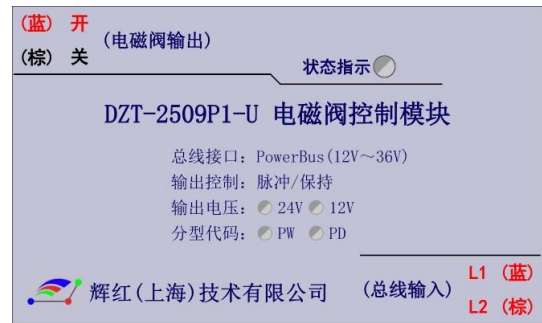 (蓝) 开
(棕) 关
(电磁阀输出)
状态指示
DZT-2509P1-U 电磁阀控制模块
总线接口：PowerBus(12V～36V)
输出控制：脉冲/保持
输出电压： 24V 12V
分型代码： PW PD
辉红(上海)技术有限公司
(总线输入)
L1 (蓝)
L2 (棕)